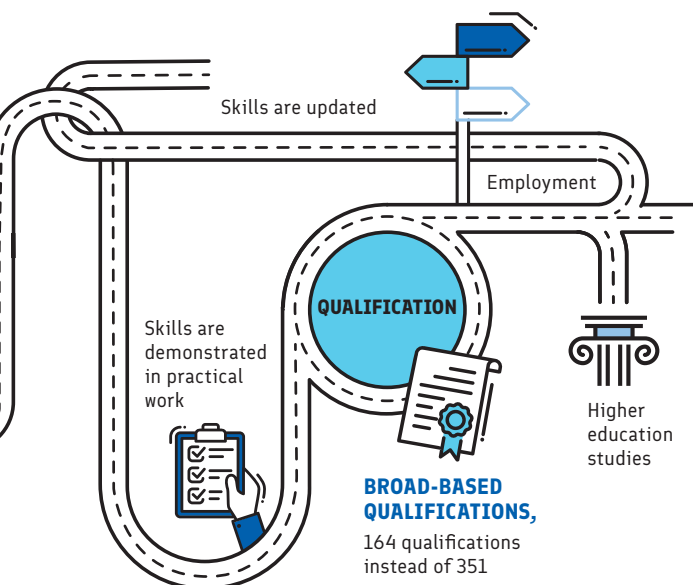 Skills are updated
Employment
QUALIFICATION
Skills are
demonstrated
in practical
work
Higher
education
studies
BROAD-BASED
QUALIFICATIONS,
164 qualifications
instead of 351